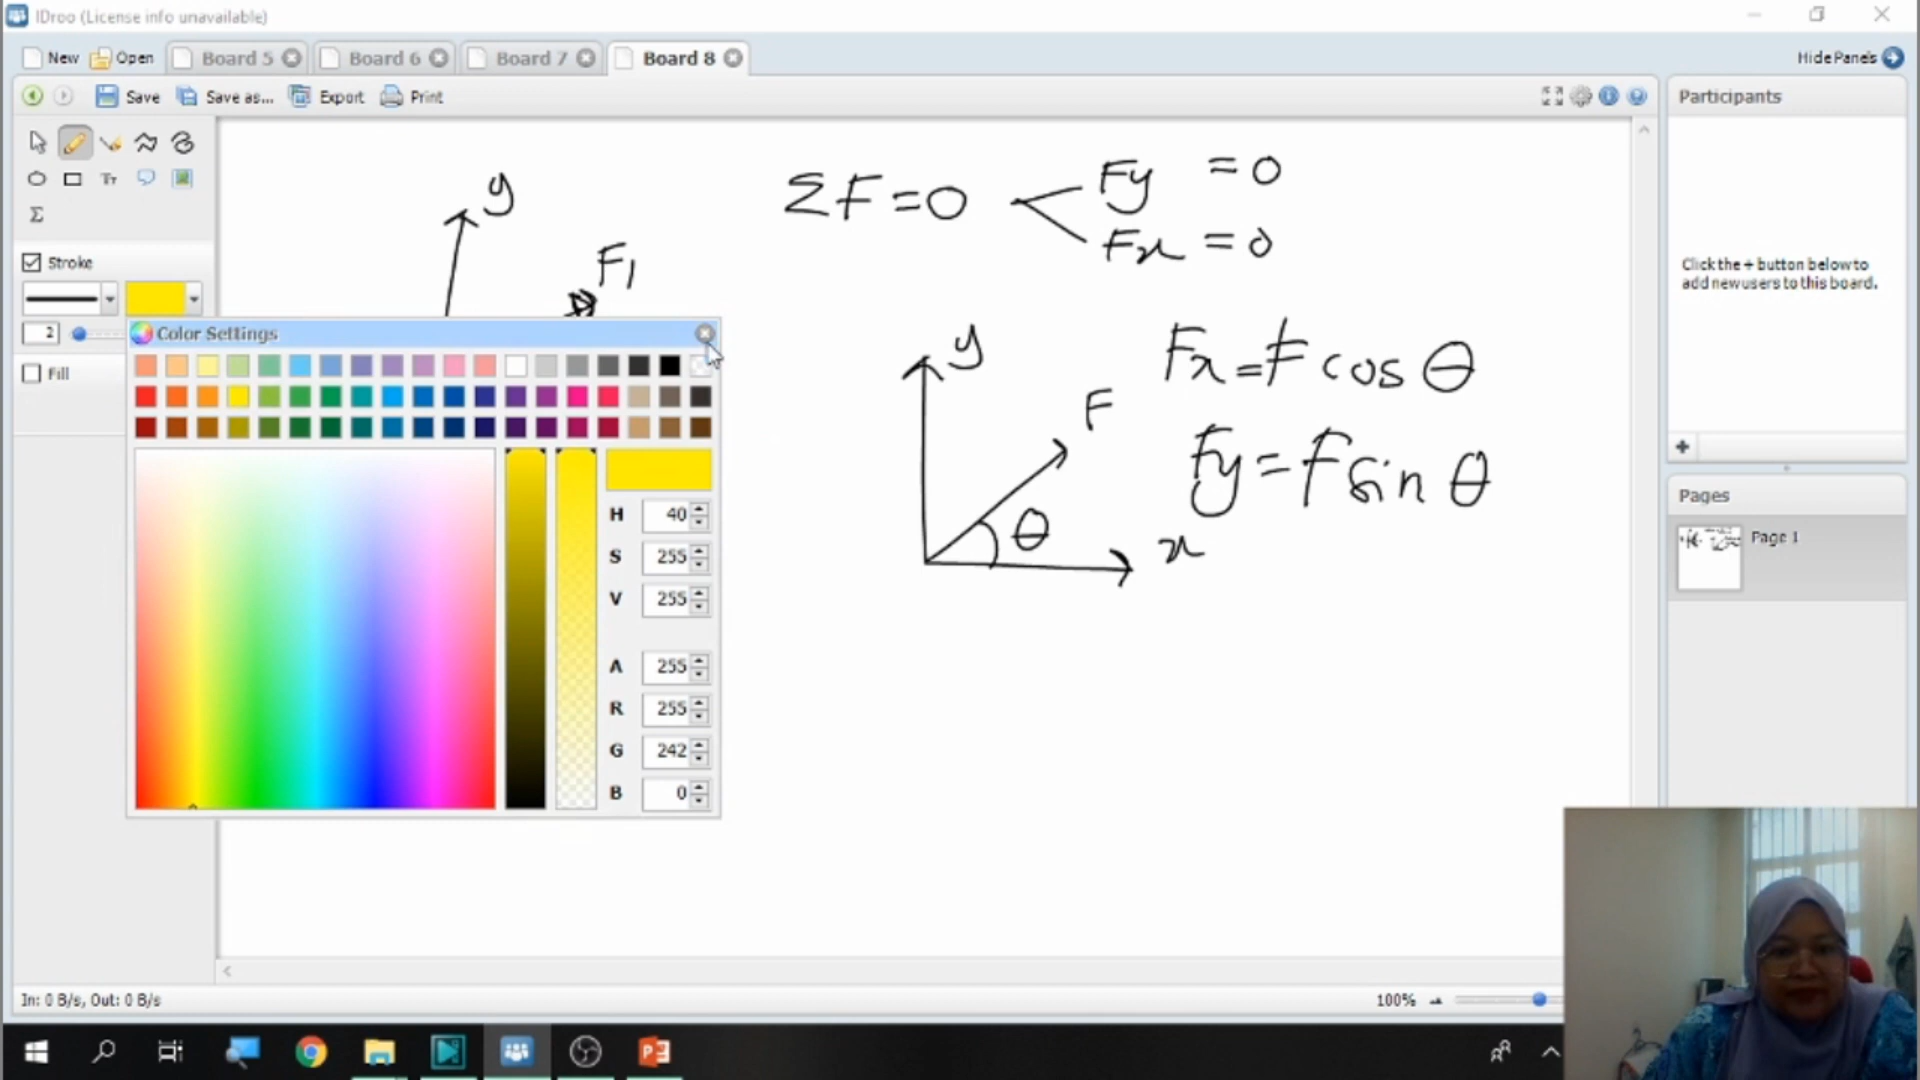 IDroo (License info unavailable)
New Open Board 5 Board 6 Board 7 Board 8 Hide Panels
Save Save as... Export Print
Participants
Click the + button below to
add new users to this board.
Pages
Page 1
Stroke
2
Fill
Color Settings
H 40
S 255
V 255
A 255
R 255
G 242
B 0
y
F1
ΣF=0
Fy =0
Fx =0
y
F
θ
x
Fx=F cos θ
Fy=F sin θ
In: 0 B/s, Out: 0 B/s
100%